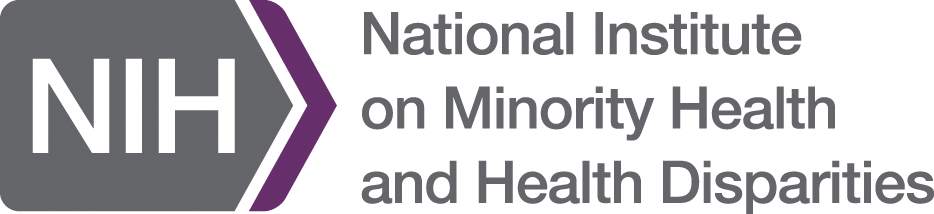 NIH
National Institute
on Minority Health
and Health Disparities